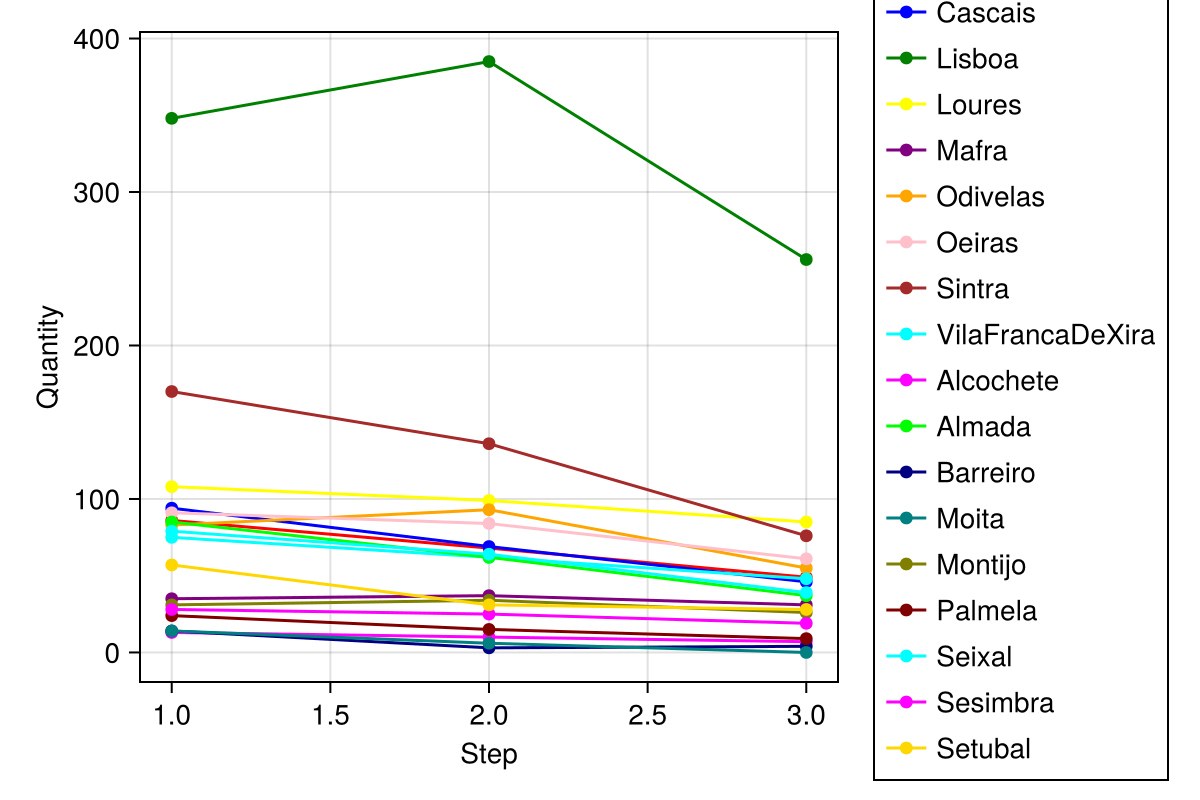 400
300
200
100
0
Quantity
1.0 1.5 2.0 2.5 3.0
Step
Cascais
Lisboa
Loures
Mafra
Odivelas
Oeiras
Sintra
VilaFrancaDeXira
Alcochete
Almada
Barreiro
Moita
Montijo
Palmela
Seixal
Sesimbra
Setubal